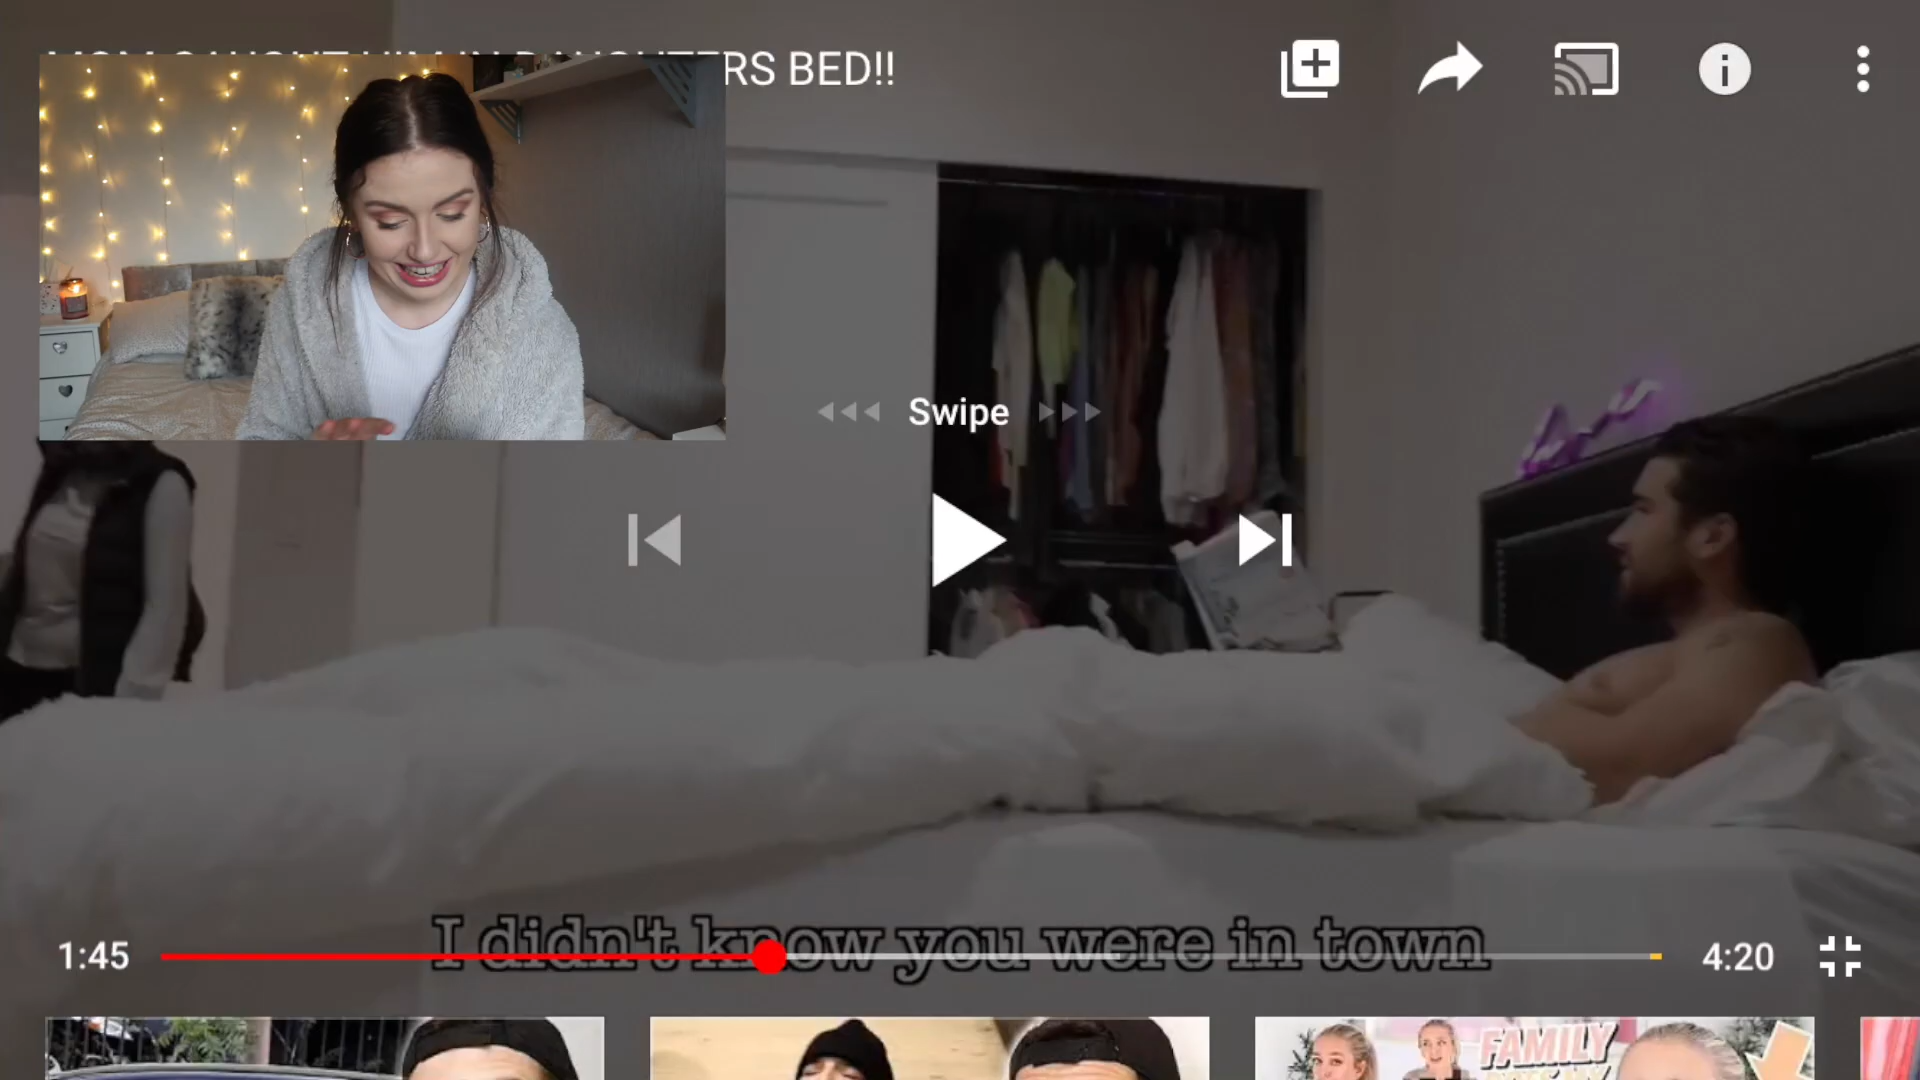 RS BED!!
Swipe
I didn't know you were in town
1:45
4:20
FAMILY